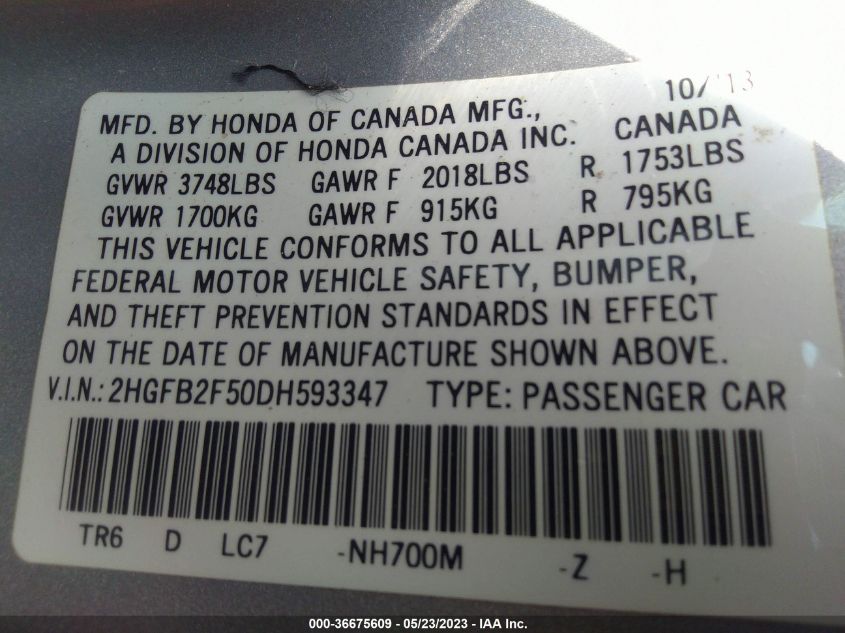 10/13
MFD. BY HONDA OF CANADA MFG., CANADA
A DIVISION OF HONDA CANADA INC.
GVWR 3748LBS GAWR F 2018LBS R 1753LBS
GVWR 1700KG GAWR F 915KG R 795KG
THIS VEHICLE CONFORMS TO ALL APPLICABLE
FEDERAL MOTOR VEHICLE SAFETY, BUMPER,
AND THEFT PREVENTION STANDARDS IN EFFECT
ON THE DATE OF MANUFACTURE SHOWN ABOVE.
V.I.N.: 2HGFB2F50DH593347 TYPE: PASSENGER CAR
TR6 D LC7 -NH700M -Z -H
000-36675609 - 05/23/2023 - IAA Inc.